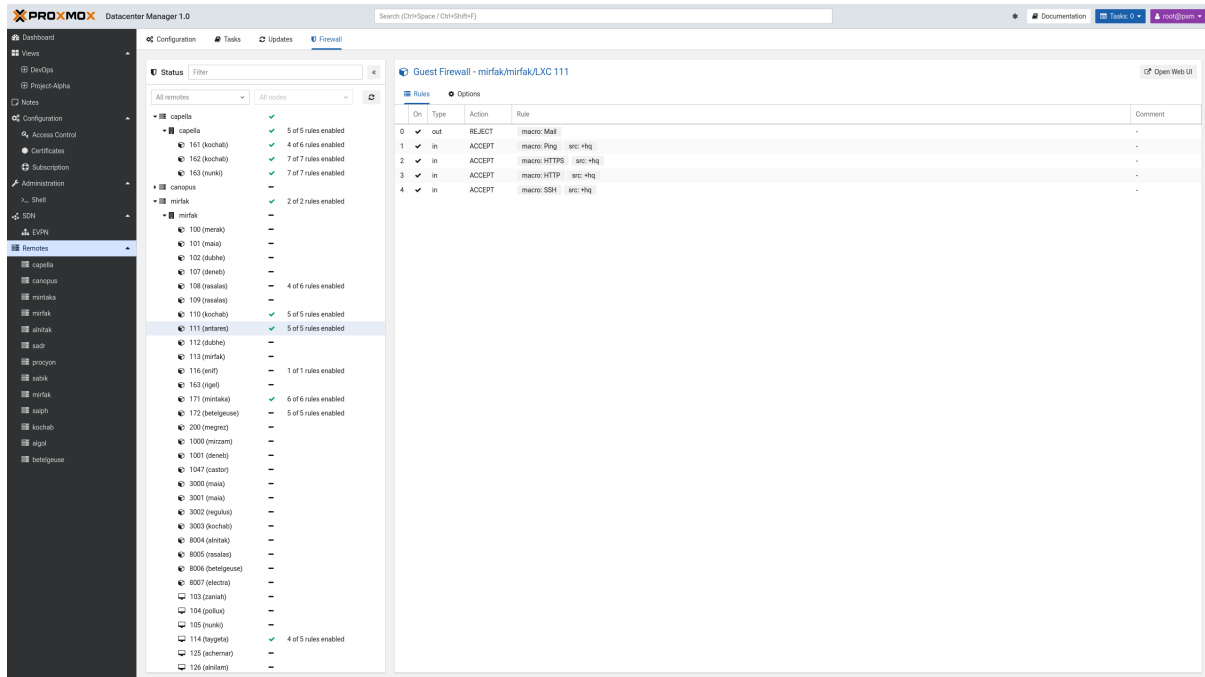 PROXMOX Datacenter Manager 1.0
Search (Ctrl+Space / Ctrl+Shift+F)
Documentation
Tasks: 0
root@pam
Dashboard
Views
DevOps
Project-Alpha
Notes
Configuration
Access Control
Certificates
Subscription
Administration
Shell
SDN
EVPN
Remotes
capella
canopus
mintaka
mirfak
alnitak
sadr
procyon
sabik
mirfak
saiph
kochab
algol
betelgeuse
Configuration Tasks Updates Firewall
Status Filter «
All remotes All nodes
capella
capella 5 of 5 rules enabled
161 (kochab) 4 of 6 rules enabled
162 (kochab) 7 of 7 rules enabled
163 (nunki) 7 of 7 rules enabled
canopus –
mirfak 2 of 2 rules enabled
mirfak –
100 (merak) –
101 (maia) –
102 (dubhe) –
107 (deneb) –
108 (rasalas) – 4 of 6 rules enabled
109 (rasalas) –
110 (kochab) 5 of 5 rules enabled
111 (antares) 5 of 5 rules enabled
112 (dubhe) –
113 (mirfak) –
116 (enif) – 1 of 1 rules enabled
163 (rigel) –
171 (mintaka) 6 of 6 rules enabled
172 (betelgeuse) – 5 of 5 rules enabled
200 (megrez) –
1000 (mirzam) –
1001 (deneb) –
1047 (castor) –
3000 (maia) –
3001 (maia) –
3002 (regulus) –
3003 (kochab) –
8004 (alnitak) –
8005 (rasalas) –
8006 (betelgeuse) –
8007 (electra) –
103 (zaniah) –
104 (pollux) –
105 (nunki) –
114 (taygeta) 4 of 5 rules enabled
125 (achernar) –
126 (alnilam) –
Guest Firewall - mirfak/mirfak/LXC 111
Open Web UI
Rules Options
On Type Action Rule Comment
0 out REJECT macro: Mail -
1 in ACCEPT macro: Ping src: +hq -
2 in ACCEPT macro: HTTPS src: +hq -
3 in ACCEPT macro: HTTP src: +hq -
4 in ACCEPT macro: SSH src: +hq -